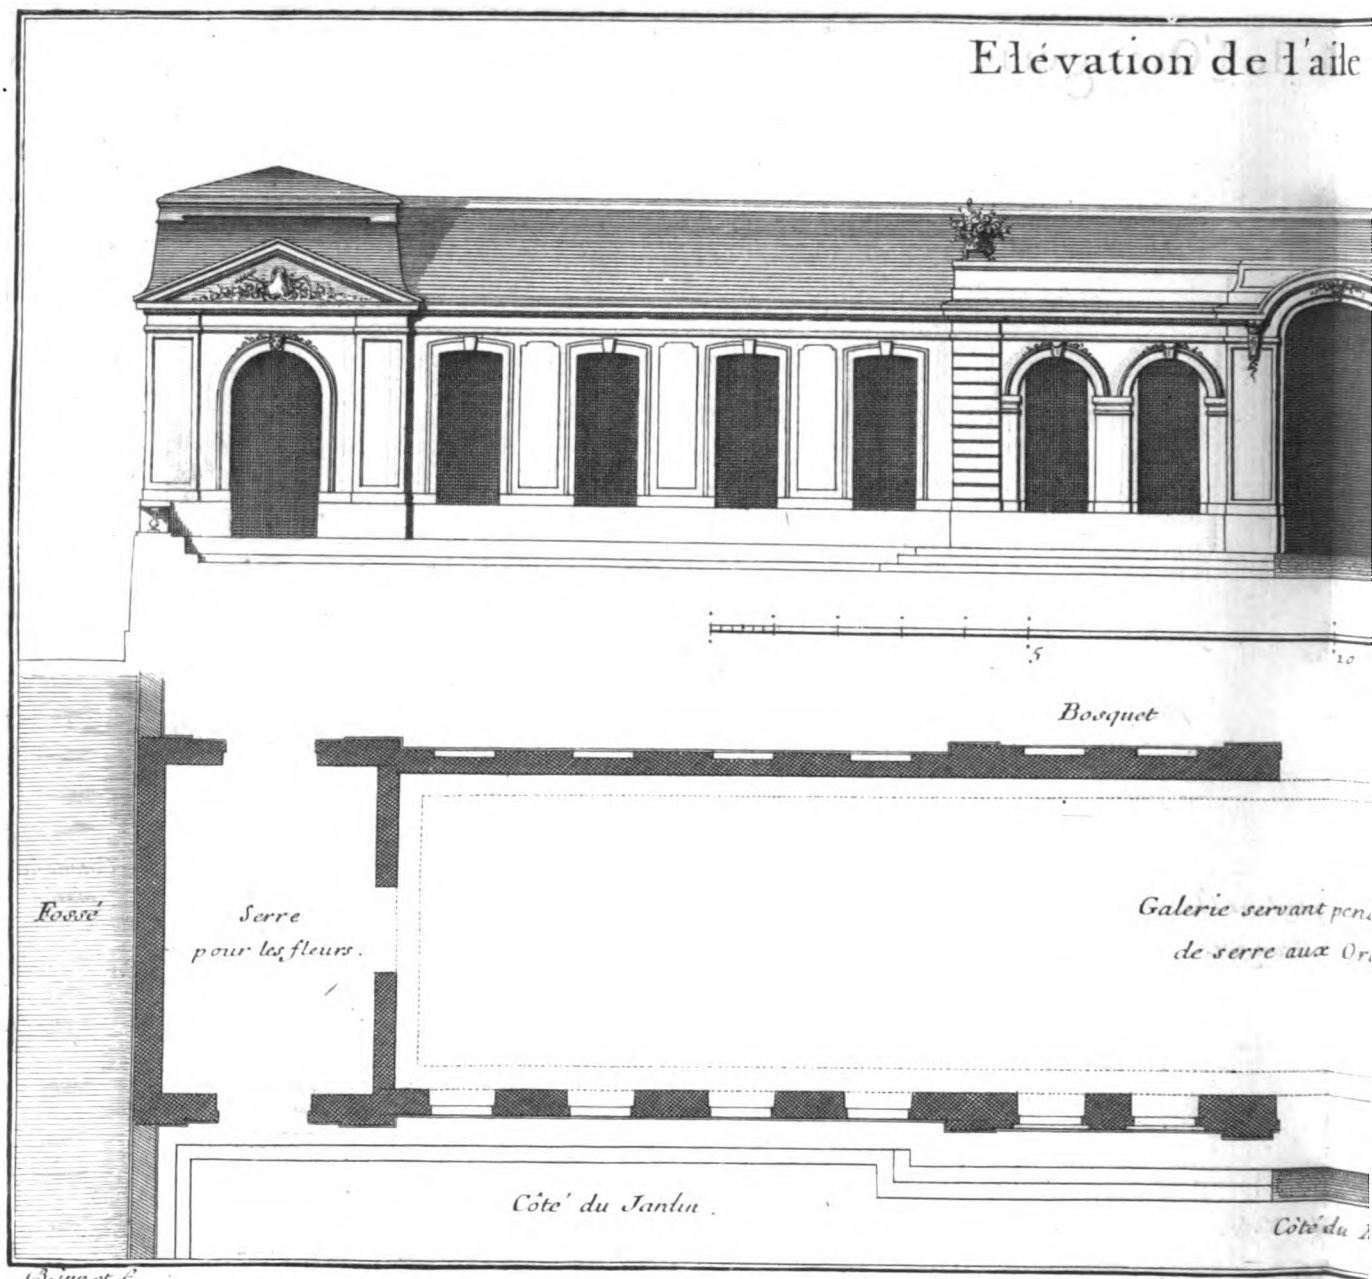 Elévation de l'aile
5
10
Bosquet
Fossé
Serre
pour les fleurs.
Galerie servant
de serre aux
Côté du Jardin.
Côté du